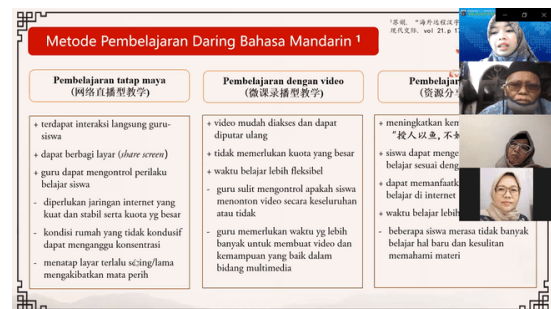 ¹苏娟. "海外远程汉字
现代交际. vol 21.p 1
Metode Pembelajaran Daring Bahasa Mandarin ¹
Pembelajaran tatap maya
(网络直播型教学)
+ terdapat interaksi langsung guru-
siswa
+ dapat berbagi layar (share screen)
+ guru dapat mengontrol perilaku
belajar siswa
- diperlukan jaringan internet yang
kuat dan stabil serta kuota yg besar
- kondisi rumah yang tidak kondusif
dapat menganggu konsentrasi
- menatap layar terlalu sering/lama
mengakibatkan mata perih
Pembelajaran dengan video
(微课录播型教学)
+ video mudah diakses dan dapat
diputar ulang
+ tidak memerlukan kuota yang besar
+ waktu belajar lebih fleksibel
- guru sulit mengontrol apakah siswa
menonton video secara keseluruhan
atau tidak
- guru memerlukan waktu yg lebih
banyak untuk membuat video dan
kemampuan yang baik dalam
bidang multimedia
Pembelajar
(资源分享
+ meningkatkan kem
"授人以鱼,不如
+ siswa dapat menge
belajar sesuai deng
+ dapat memanfaatk
belajar di internet
+ waktu belajar lebih
- beberapa siswa merasa tidak banyak
belajar hal baru dan kesulitan
memahami materi